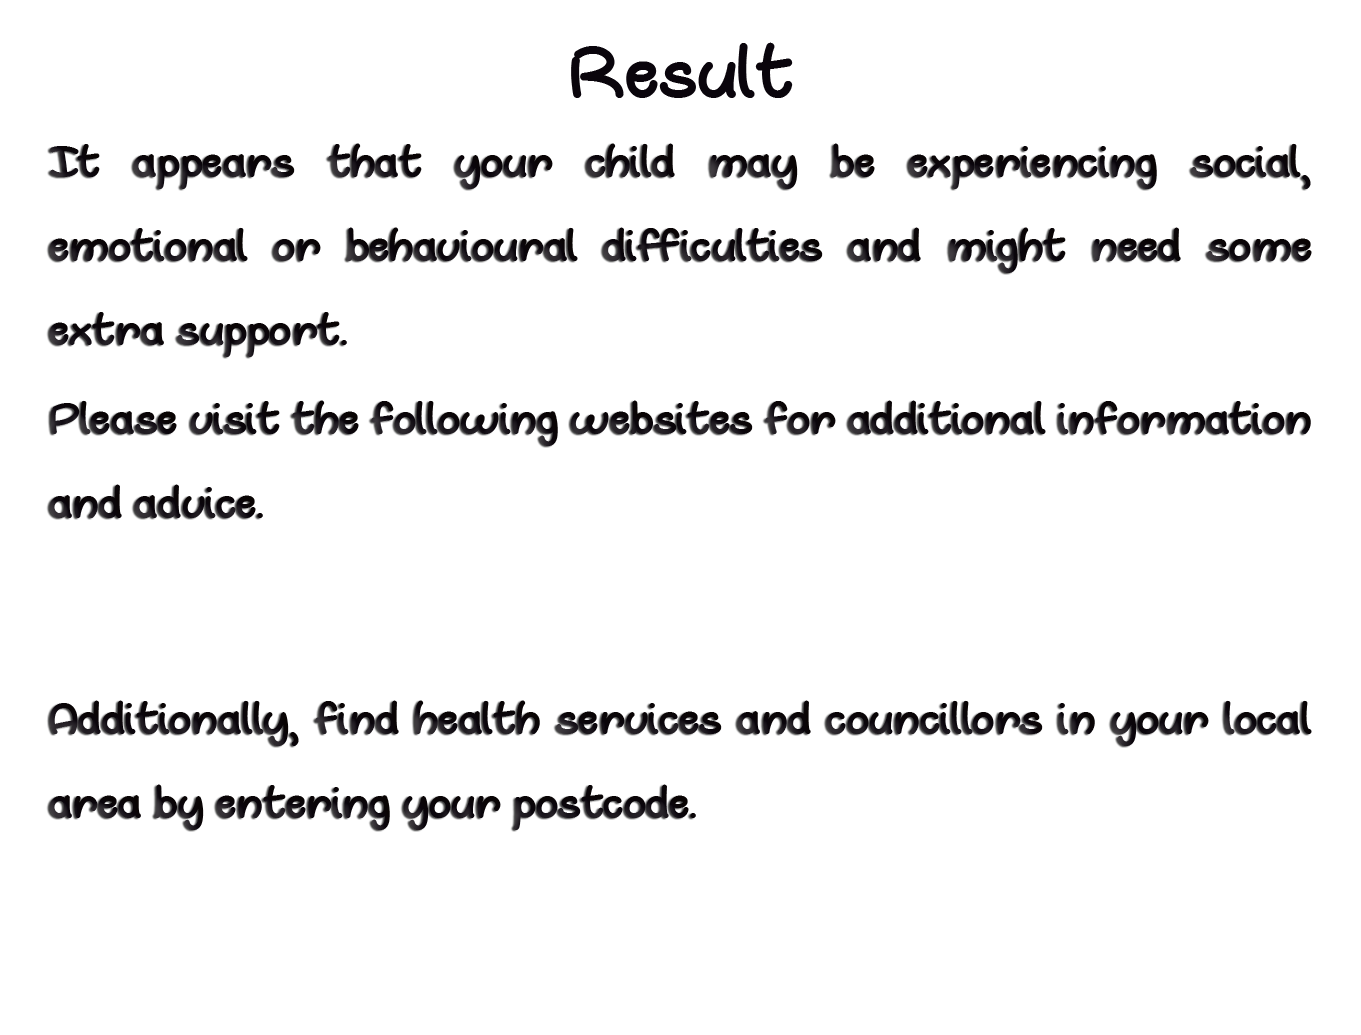 Result
It appears that your child may be experiencing social,
emotional or behavioural difficulties and might need some
extra support.
Please visit the following websites for additional information
and advice.
Additionally, find health services and councillors in your local
area by entering your postcode.